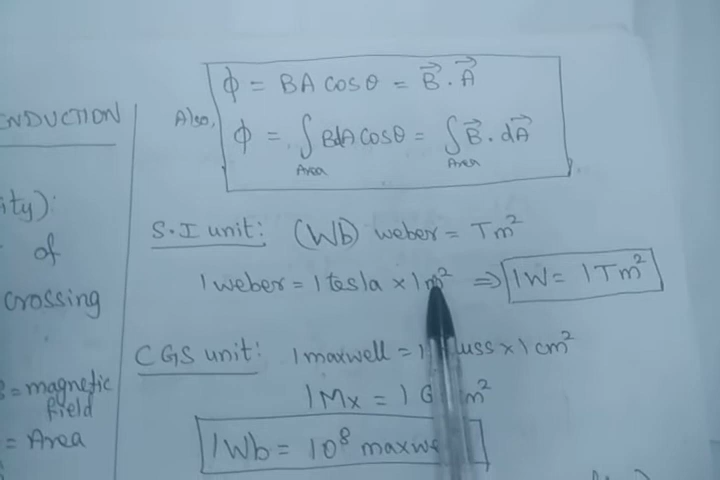 NDUCTION
ity):
of
crossing
= magnetic
field
= Area
ϕ = BA cosθ = B⃗ . A⃗
Also, ϕ = ∫ BdA cosθ = ∫ B⃗ . dA⃗
Area Area
S.I unit: (Wb) weber = Tm²
1 weber = 1 tesla × 1m² ⇒ 1W = 1Tm²
CGS unit: 1 maxwell = 1 uss × 1 cm²
1Mx = 1 G m²
1Wb = 10⁸ maxwe